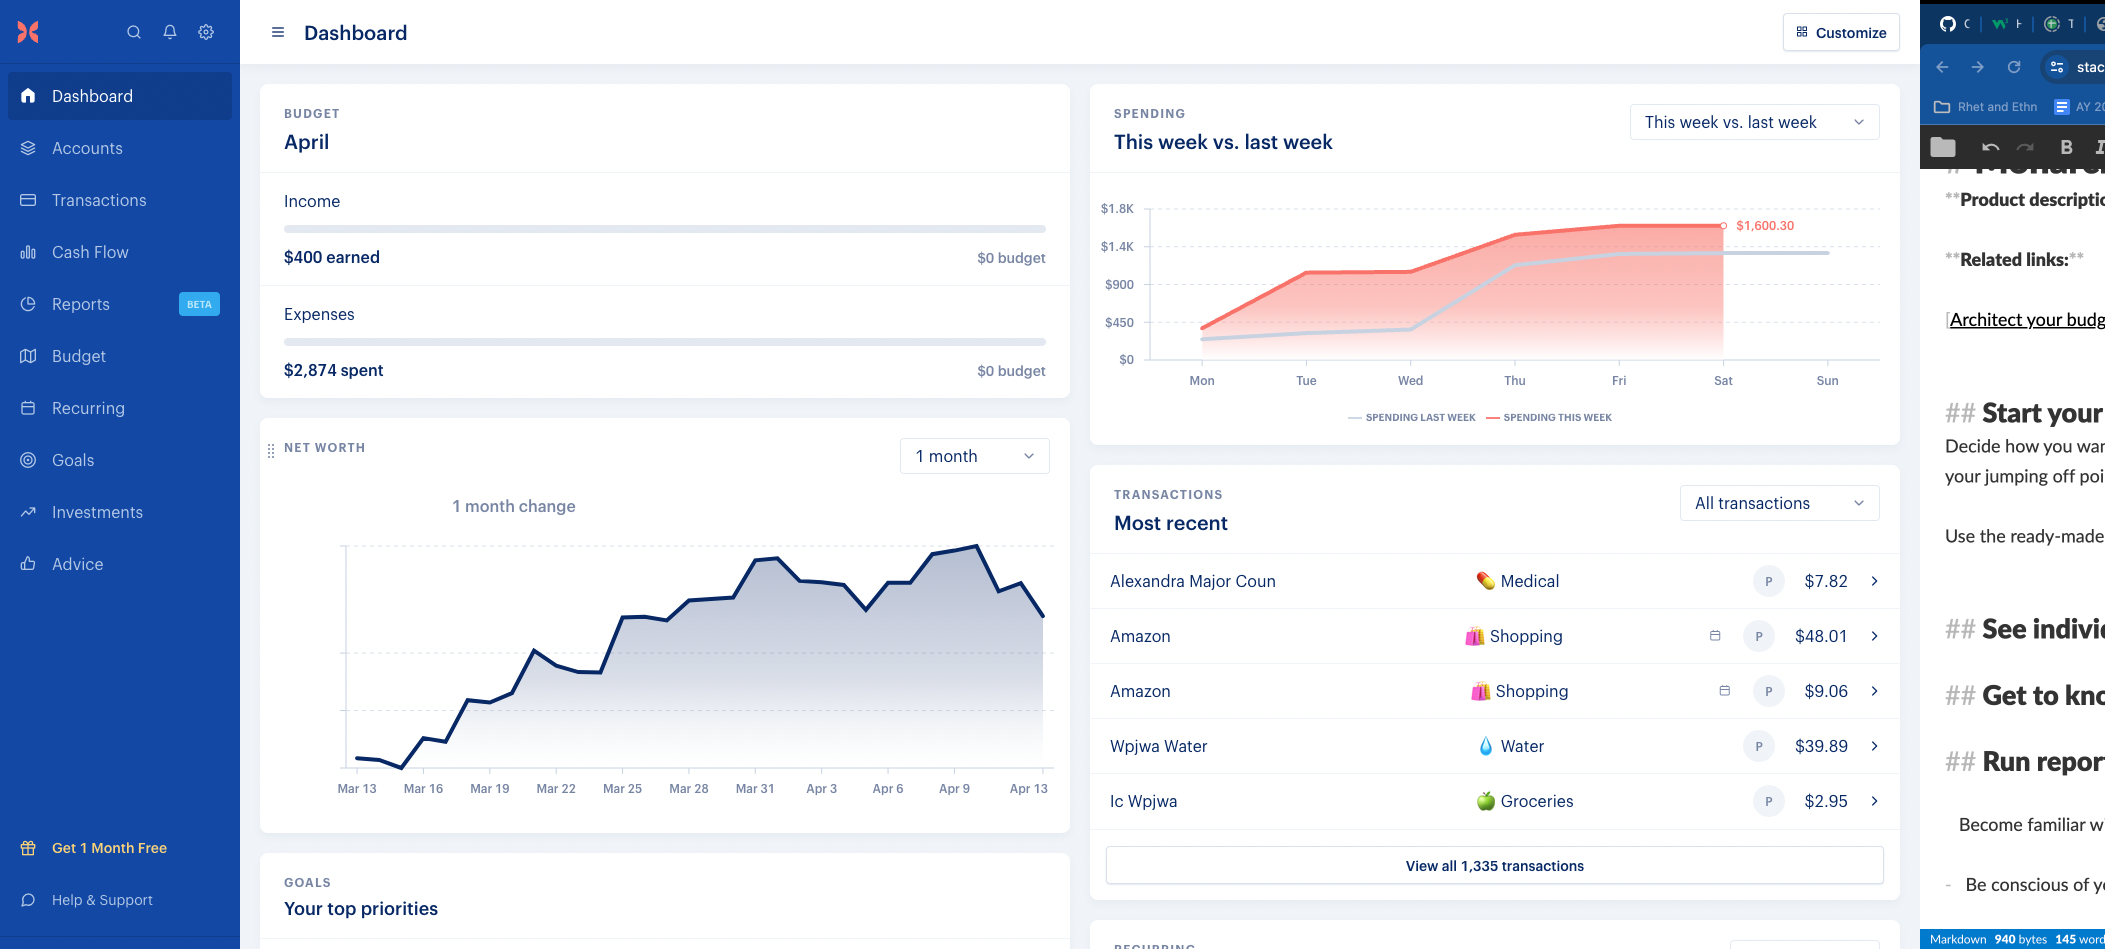 Dashboard
Accounts
Transactions
Cash Flow
Reports
BETA
Budget
Recurring
Goals
Investments
Advice
Get 1 Month Free
Help & Support
Dashboard
Customize
BUDGET
April
Income
$400 earned
$0 budget
Expenses
$2,874 spent
$0 budget
NET WORTH
1 month
1 month change
Mar 13
Mar 16
Mar 19
Mar 22
Mar 25
Mar 28
Mar 31
Apr 3
Apr 6
Apr 9
Apr 13
GOALS
Your top priorities
SPENDING
This week vs. last week
This week vs. last week
$1.8K
$1.4K
$900
$450
$0
$1,600.30
Mon
Tue
Wed
Thu
Fri
Sat
Sun
SPENDING LAST WEEK
SPENDING THIS WEEK
TRANSACTIONS
Most recent
All transactions
Alexandra Major Coun
Medical
P
$7.82
Amazon
Shopping
P
$48.01
Amazon
Shopping
P
$9.06
Wpjwa Water
Water
P
$39.89
Ic Wpjwa
Groceries
P
$2.95
View all 1,335 transactions
RECURRING
stac
Rhet and Ethn
AY 20
B
**Product descriptio
**Related links:**
[Architect your budg
## Start your
Decide how you wan
your jumping off poi
Use the ready-made
## See individ
## Get to kno
## Run repor
Become familiar wi
- Be conscious of yo
Markdown 940 bytes 145 word